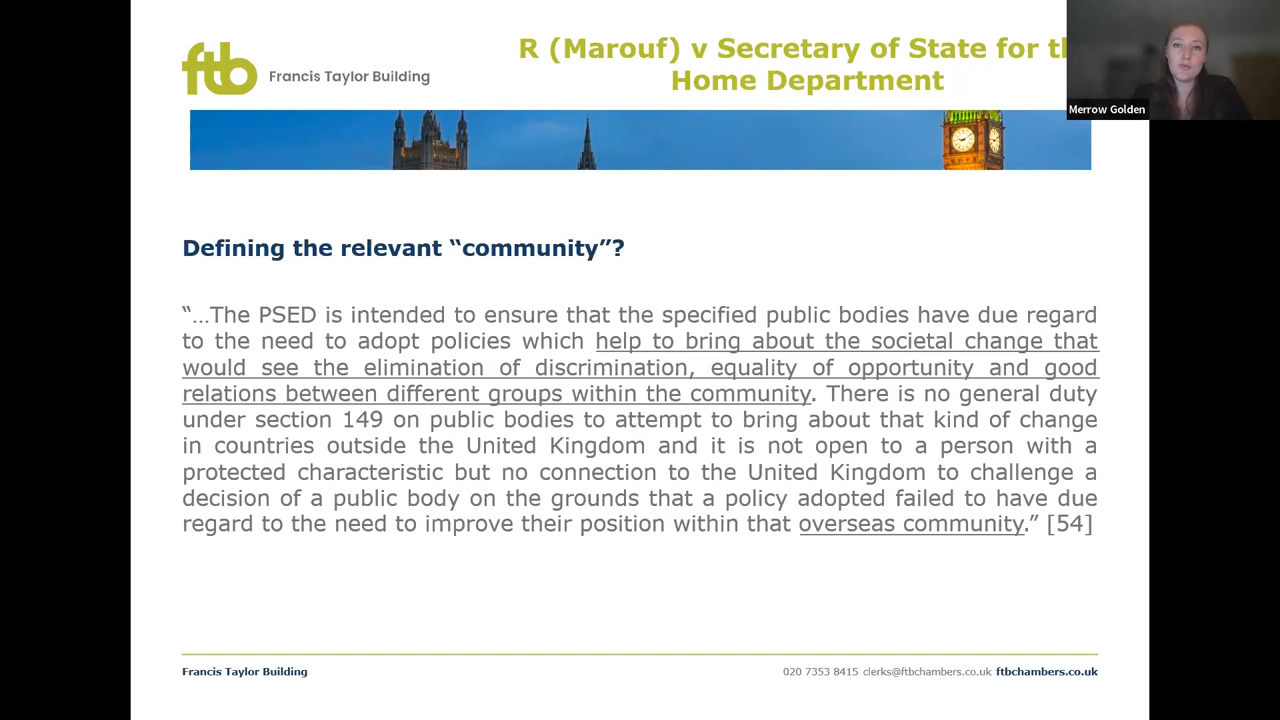 ftb Francis Taylor Building
R (Marouf) v Secretary of State for
Home Department
Merrow Golden
Defining the relevant “community”?
“…The PSED is intended to ensure that the specified public bodies have due regard
to the need to adopt policies which help to bring about the societal change that
would see the elimination of discrimination, equality of opportunity and good
relations between different groups within the community. There is no general duty
under section 149 on public bodies to attempt to bring about that kind of change
in countries outside the United Kingdom and it is not open to a person with a
protected characteristic but no connection to the United Kingdom to challenge a
decision of a public body on the grounds that a policy adopted failed to have due
regard to the need to improve their position within that overseas community.” [54]
Francis Taylor Building
020 7353 8415 clerks@ftbchambers.co.uk ftbchambers.co.uk